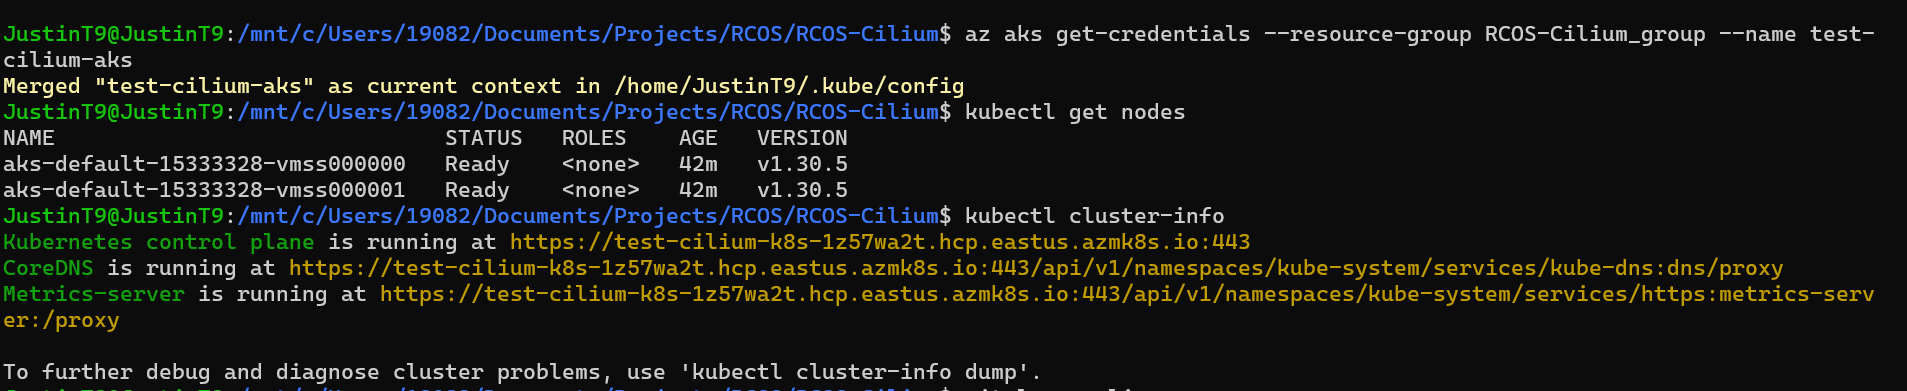 JustinT9@JustinT9:/mnt/c/Users/19082/Documents/Projects/RCOS/RCOS-Cilium$ az aks get-credentials --resource-group RCOS-Cilium_group --name test-
cilium-aks
Merged "test-cilium-aks" as current context in /home/JustinT9/.kube/config
JustinT9@JustinT9:/mnt/c/Users/19082/Documents/Projects/RCOS/RCOS-Cilium$ kubectl get nodes
NAME                                  STATUS   ROLES    AGE   VERSION
aks-default-15333328-vmss000000   Ready    <none>   42m   v1.30.5
aks-default-15333328-vmss000001   Ready    <none>   42m   v1.30.5
JustinT9@JustinT9:/mnt/c/Users/19082/Documents/Projects/RCOS/RCOS-Cilium$ kubectl cluster-info
Kubernetes control plane is running at https://test-cilium-k8s-1z57wa2t.hcp.eastus.azmk8s.io:443
CoreDNS is running at https://test-cilium-k8s-1z57wa2t.hcp.eastus.azmk8s.io:443/api/v1/namespaces/kube-system/services/kube-dns:dns/proxy
Metrics-server is running at https://test-cilium-k8s-1z57wa2t.hcp.eastus.azmk8s.io:443/api/v1/namespaces/kube-system/services/https:metrics-serv
er:/proxy
To further debug and diagnose cluster problems, use 'kubectl cluster-info dump'.